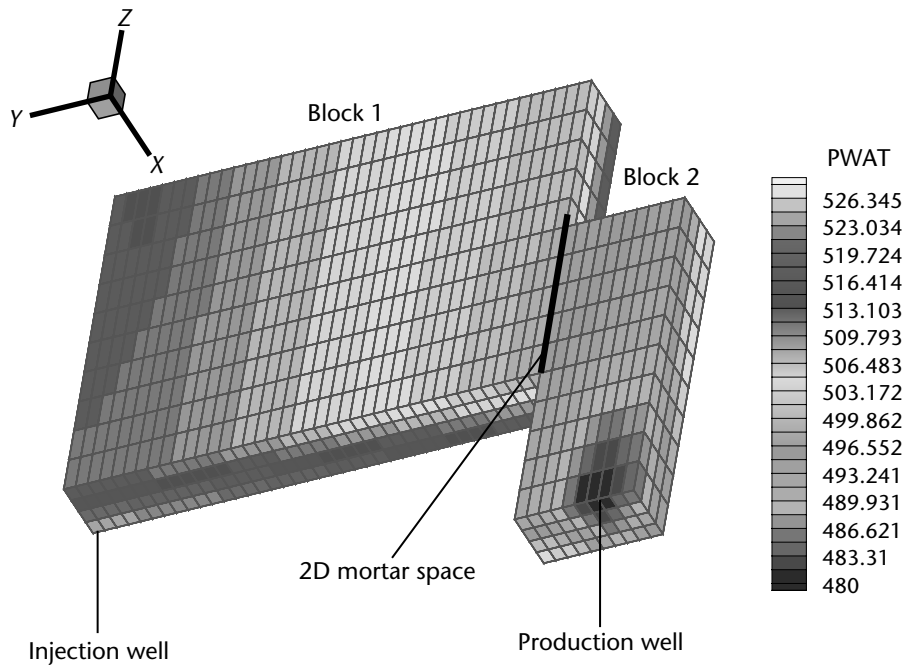 Z
Y
X
Block 1
Block 2
PWAT
526.345
523.034
519.724
516.414
513.103
509.793
506.483
503.172
499.862
496.552
493.241
489.931
486.621
483.31
480
2D mortar space
Injection well
Production well